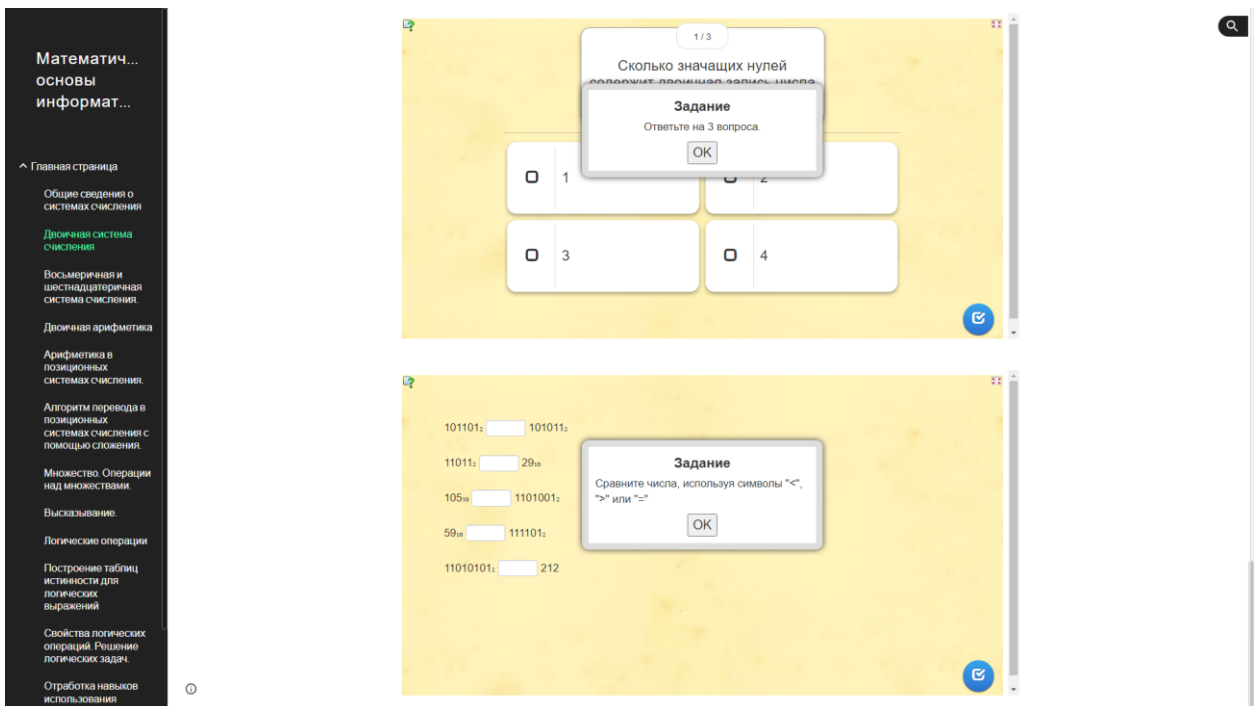 Математич...
основы
информат...
Главная страница
Общие сведения о
системах счисления
Двоичная система
счисления
Восьмеричная и
шестнадцатеричная
система счисления.
Двоичная арифметика
Арифметика в
позиционных
системах счисления.
Алгоритм перевода в
позиционных
системах счисления с
помощью сложения.
Множество. Операции
над множествами.
Высказывание.
Логические операции
Построение таблиц
истинности для
логических
выражений
Свойства логических
операций. Решение
логических задач.
Отработка навыков
использования
1 / 3
Сколько значащих нулей
содержит двоичная запись числа
Задание
Ответьте на 3 вопроса.
OK
1
2
3
4
101101₂ 101011₂
11011₂ 29₁₀
105₁₀ 1101001₂
59₁₀ 111101₂
11010101₂ 212
Задание
Сравните числа, используя символы "<",
">" или "="
OK